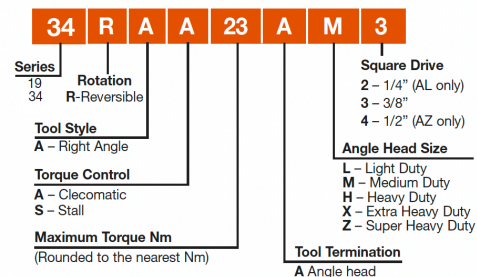 34 R A A 23 A M 3
Series
19
34
Rotation
R-Reversible
Tool Style
A – Right Angle
Torque Control
A – Clecomatic
S – Stall
Maximum Torque Nm
(Rounded to the nearest Nm)
Square Drive
2 – 1/4” (AL only)
3 – 3/8”
4 – 1/2” (AZ only)
Angle Head Size
L – Light Duty
M – Medium Duty
H – Heavy Duty
X – Extra Heavy Duty
Z – Super Heavy Duty
Tool Termination
A Angle head